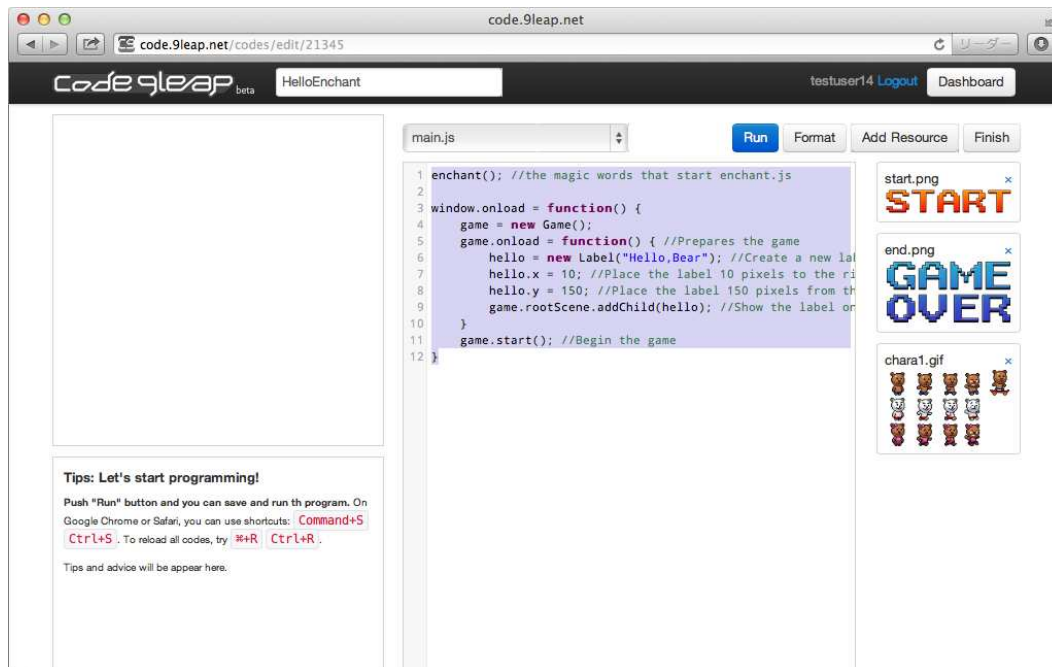 code.9leap.net
code.9leap.net/codes/edit/21345
リーダー
code 9leap beta
HelloEnchant
testuser14 Logout
Dashboard
main.js
Run
Format
Add Resource
Finish
1 enchant(); //the magic words that start enchant.js
2
3 window.onload = function() {
4 game = new Game();
5 game.onload = function() { //Prepares the game
6 hello = new Label("Hello,Bear"); //Create a new lab
7 hello.x = 10; //Place the label 10 pixels to the ri
8 hello.y = 150; //Place the label 150 pixels from th
9 game.rootScene.addChild(hello); //Show the label on
10 }
11 game.start(); //Begin the game
12 }
start.png ×
START
end.png ×
GAME
OVER
chara1.gif ×
Tips: Let's start programming!
Push "Run" button and you can save and run th program. On
Google Chrome or Safari, you can use shortcuts: Command+S
Ctrl+S . To reload all codes, try ⌘+R Ctrl+R .
Tips and advice will be appear here.